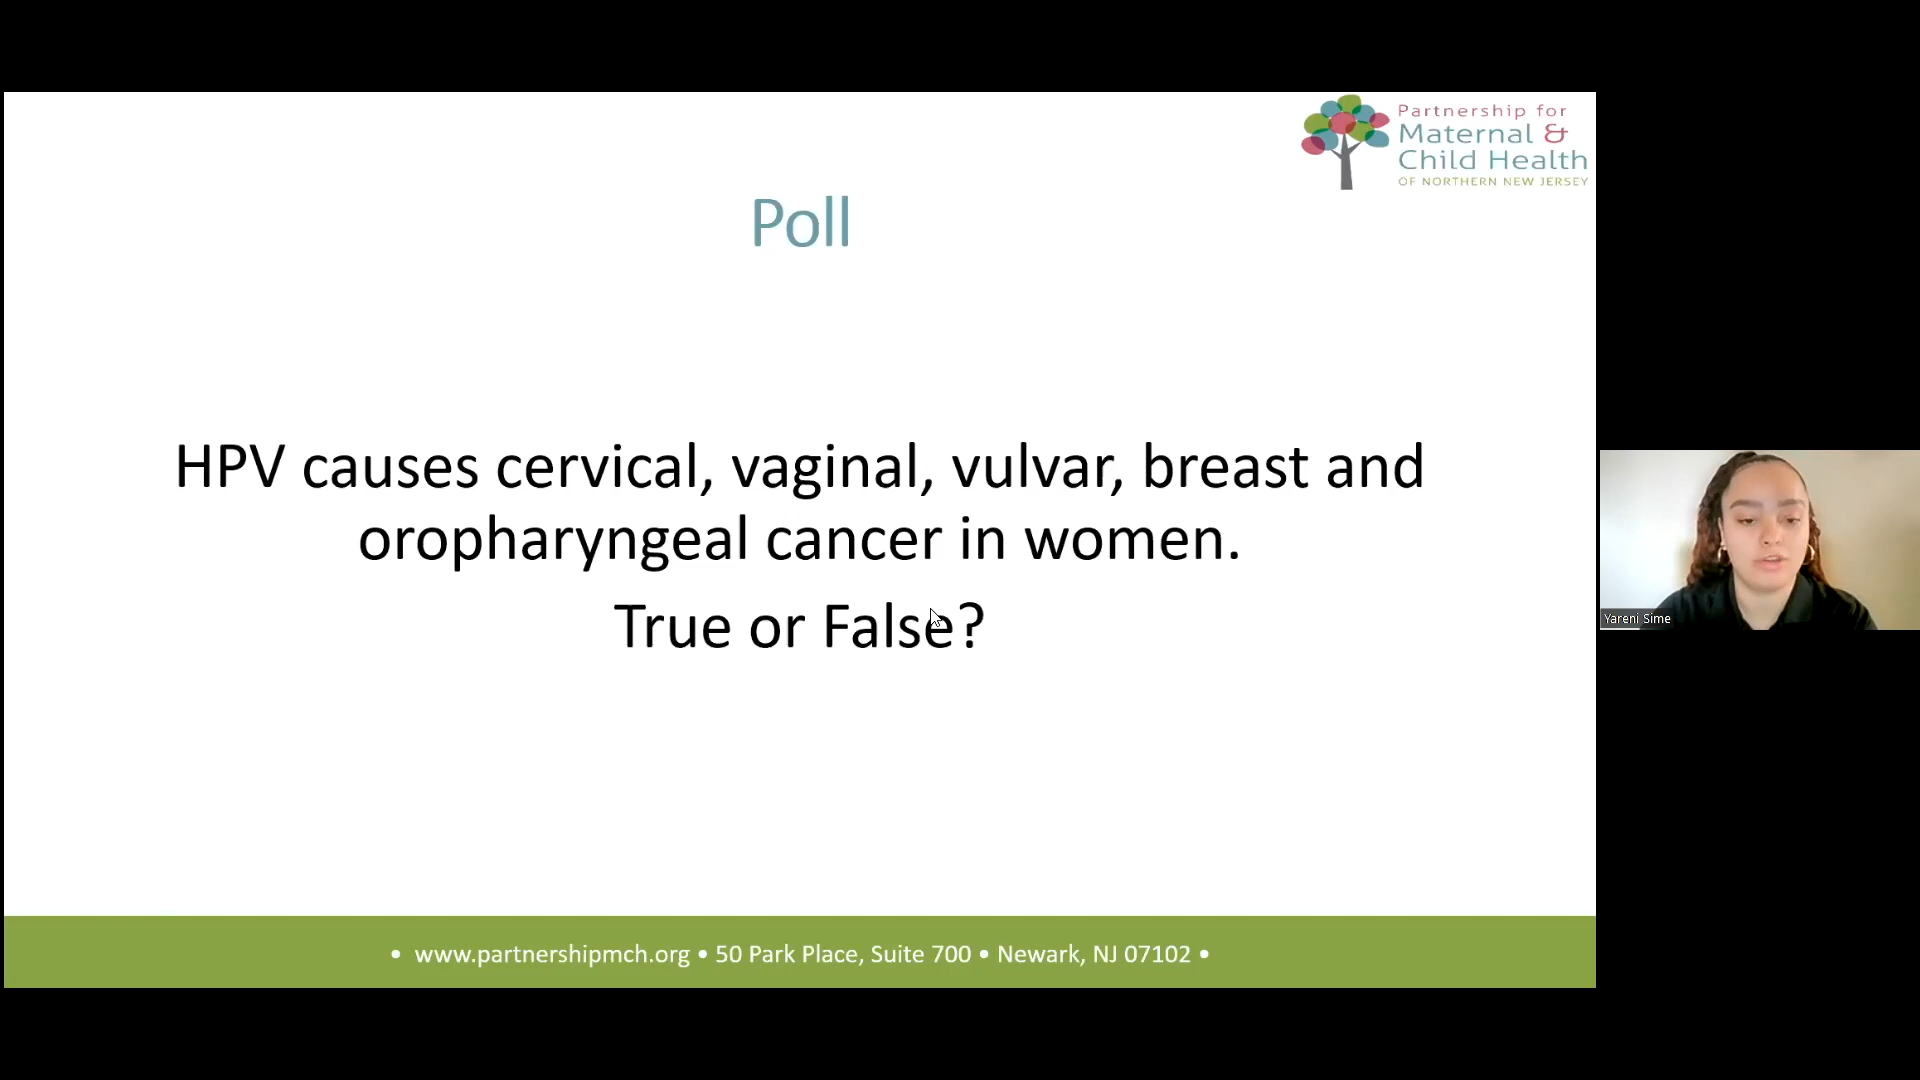 Partnership for
Maternal &
Child Health
OF NORTHERN NEW JERSEY
Poll
HPV causes cervical, vaginal, vulvar, breast and
oropharyngeal cancer in women.
True or False?
Yareni Sime
• www.partnershipmch.org • 50 Park Place, Suite 700 • Newark, NJ 07102 •